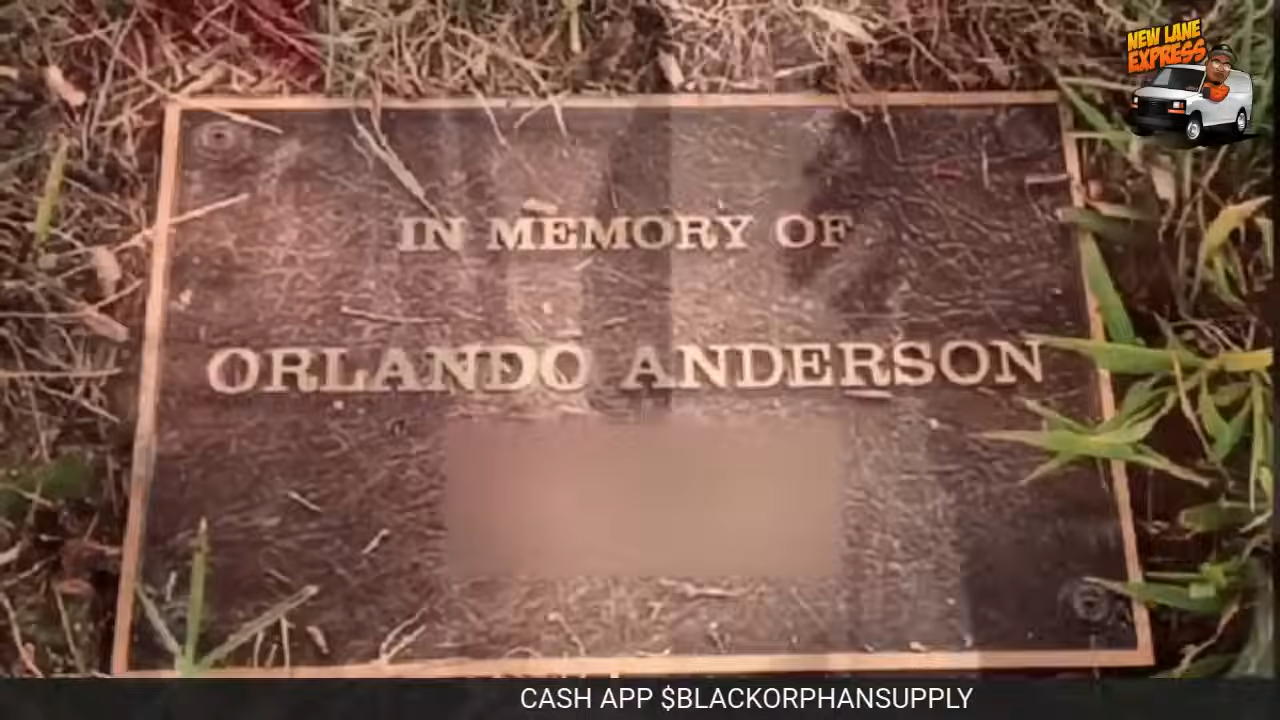 NEW LANE
EXPRESS
IN MEMORY OF
ORLANDO ANDERSON
CASH APP $BLACKORPHANSUPPLY